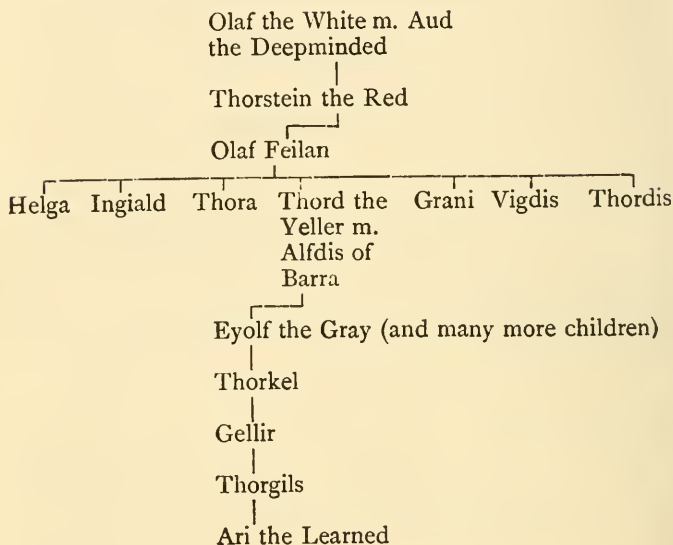 Olaf the White m. Aud
the Deepminded
Thorstein the Red
Olaf Feilan
Helga Ingiald Thora Thord the Grani Vigdis Thordis
Yeller m.
Alfdis of
Barra
Eyolf the Gray (and many more children)
Thorkel
Gellir
Thorgils
Ari the Learned